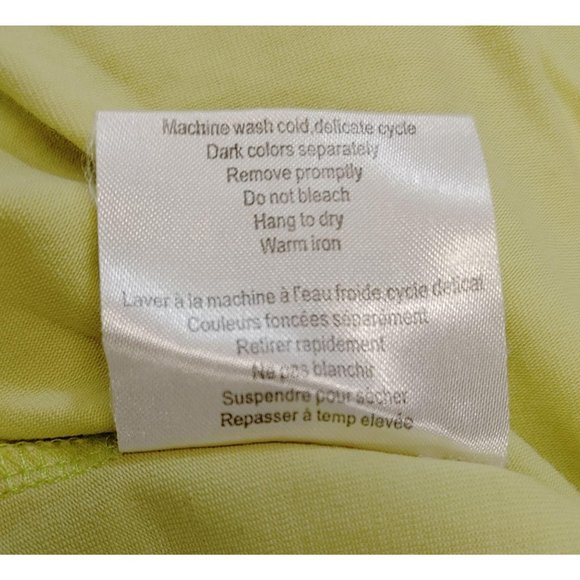 Machine wash cold,delicate cycle
Dark colors separately
Remove promptly
Do not bleach
Hang to dry
Warm iron
Laver à la machine à l'eau froide,cycle delicat
Couleurs foncées séparément
Retirer rapidement
Ne pas blanchir
Suspendre pour sécher
Repasser à temp elevée